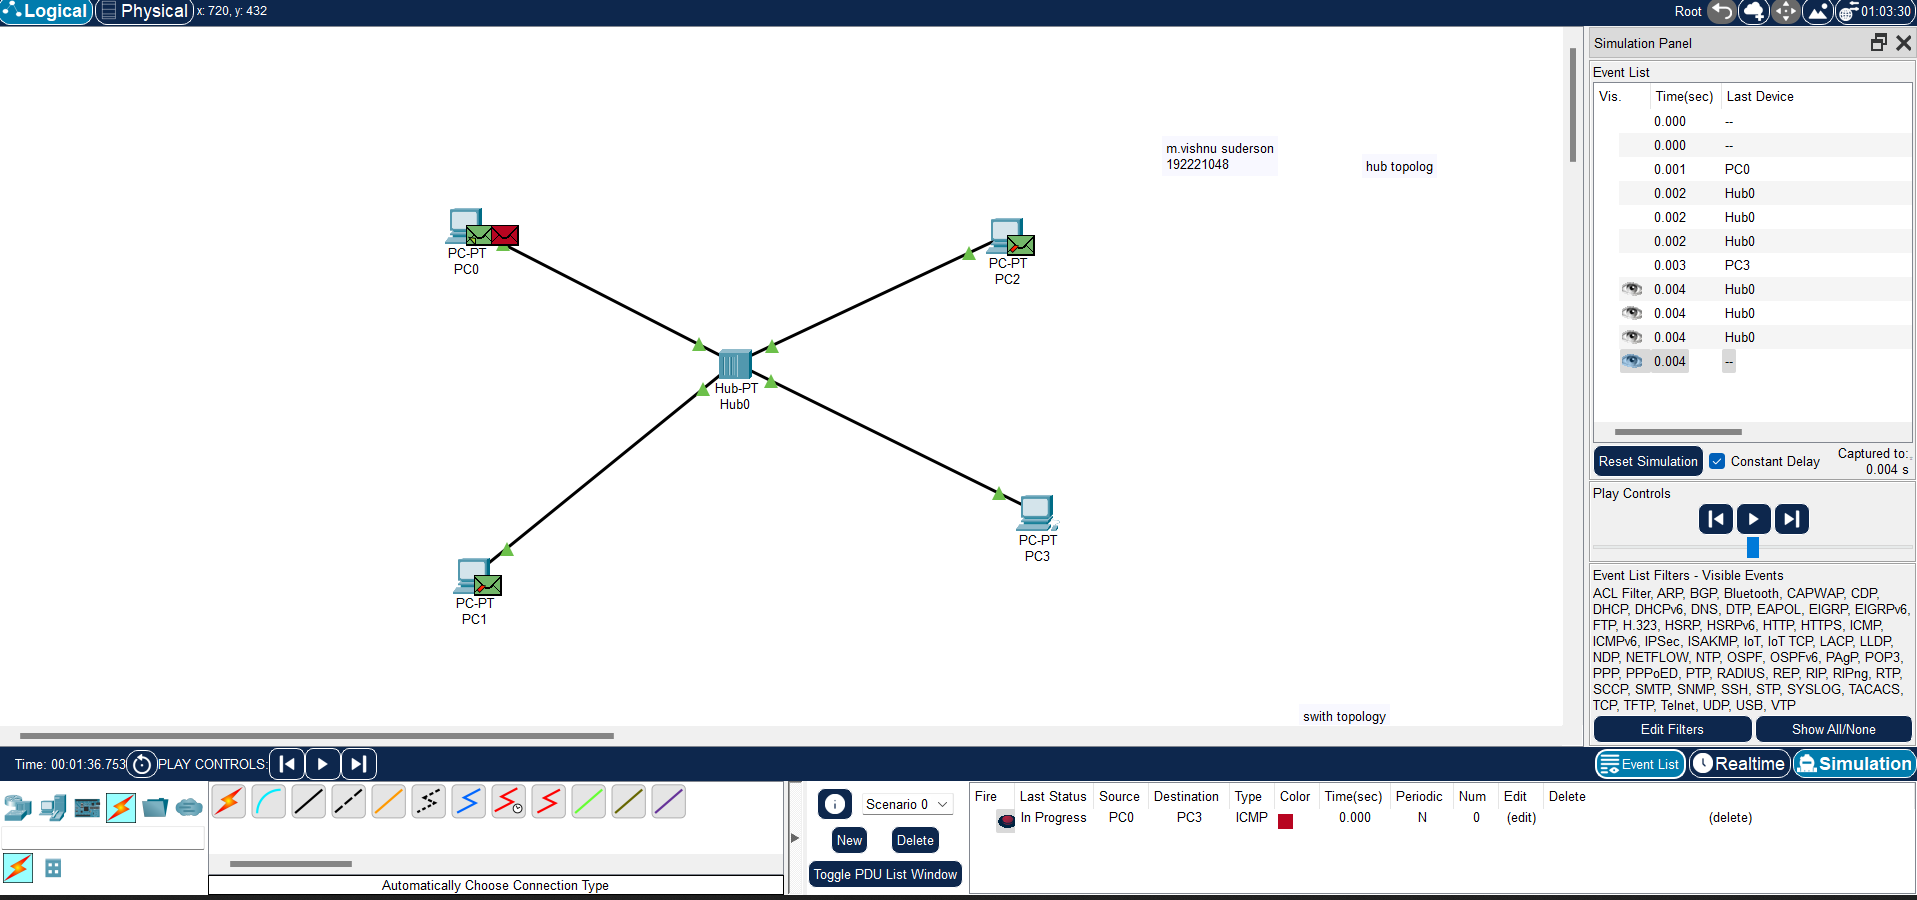 Logical Physical x: 720, y: 432 Root 01:03:30
m.vishnu suderson
192221048
hub topolog
PC-PT
PC0
PC-PT
PC2
Hub-PT
Hub0
PC-PT
PC3
PC-PT
PC1
swith topology
Simulation Panel
Event List
Vis. Time(sec) Last Device
0.000 --
0.000 --
0.001 PC0
0.002 Hub0
0.002 Hub0
0.002 Hub0
0.003 PC3
0.004 Hub0
0.004 Hub0
0.004 Hub0
0.004 --
Reset Simulation Constant Delay Captured to:
0.004 s
Play Controls
Event List Filters - Visible Events
ACL Filter, ARP, BGP, Bluetooth, CAPWAP, CDP,
DHCP, DHCPv6, DNS, DTP, EAPOL, EIGRP, EIGRPv6,
FTP, H.323, HSRP, HSRPv6, HTTP, HTTPS, ICMP,
ICMPv6, IPSec, ISAKMP, IoT, IoT TCP, LACP, LLDP,
NDP, NETFLOW, NTP, OSPF, OSPFv6, PAgP, POP3,
PPP, PPPoED, PTP, RADIUS, REP, RIP, RIPng, RTP,
SCCP, SMTP, SNMP, SSH, STP, SYSLOG, TACACS,
TCP, TFTP, Telnet, UDP, USB, VTP
Edit Filters Show All/None
Time: 00:01:36.753 PLAY CONTROLS: Event List Realtime Simulation
Automatically Choose Connection Type
Scenario 0
New Delete
Toggle PDU List Window
Fire Last Status Source Destination Type Color Time(sec) Periodic Num Edit Delete
In Progress PC0 PC3 ICMP 0.000 N 0 (edit) (delete)